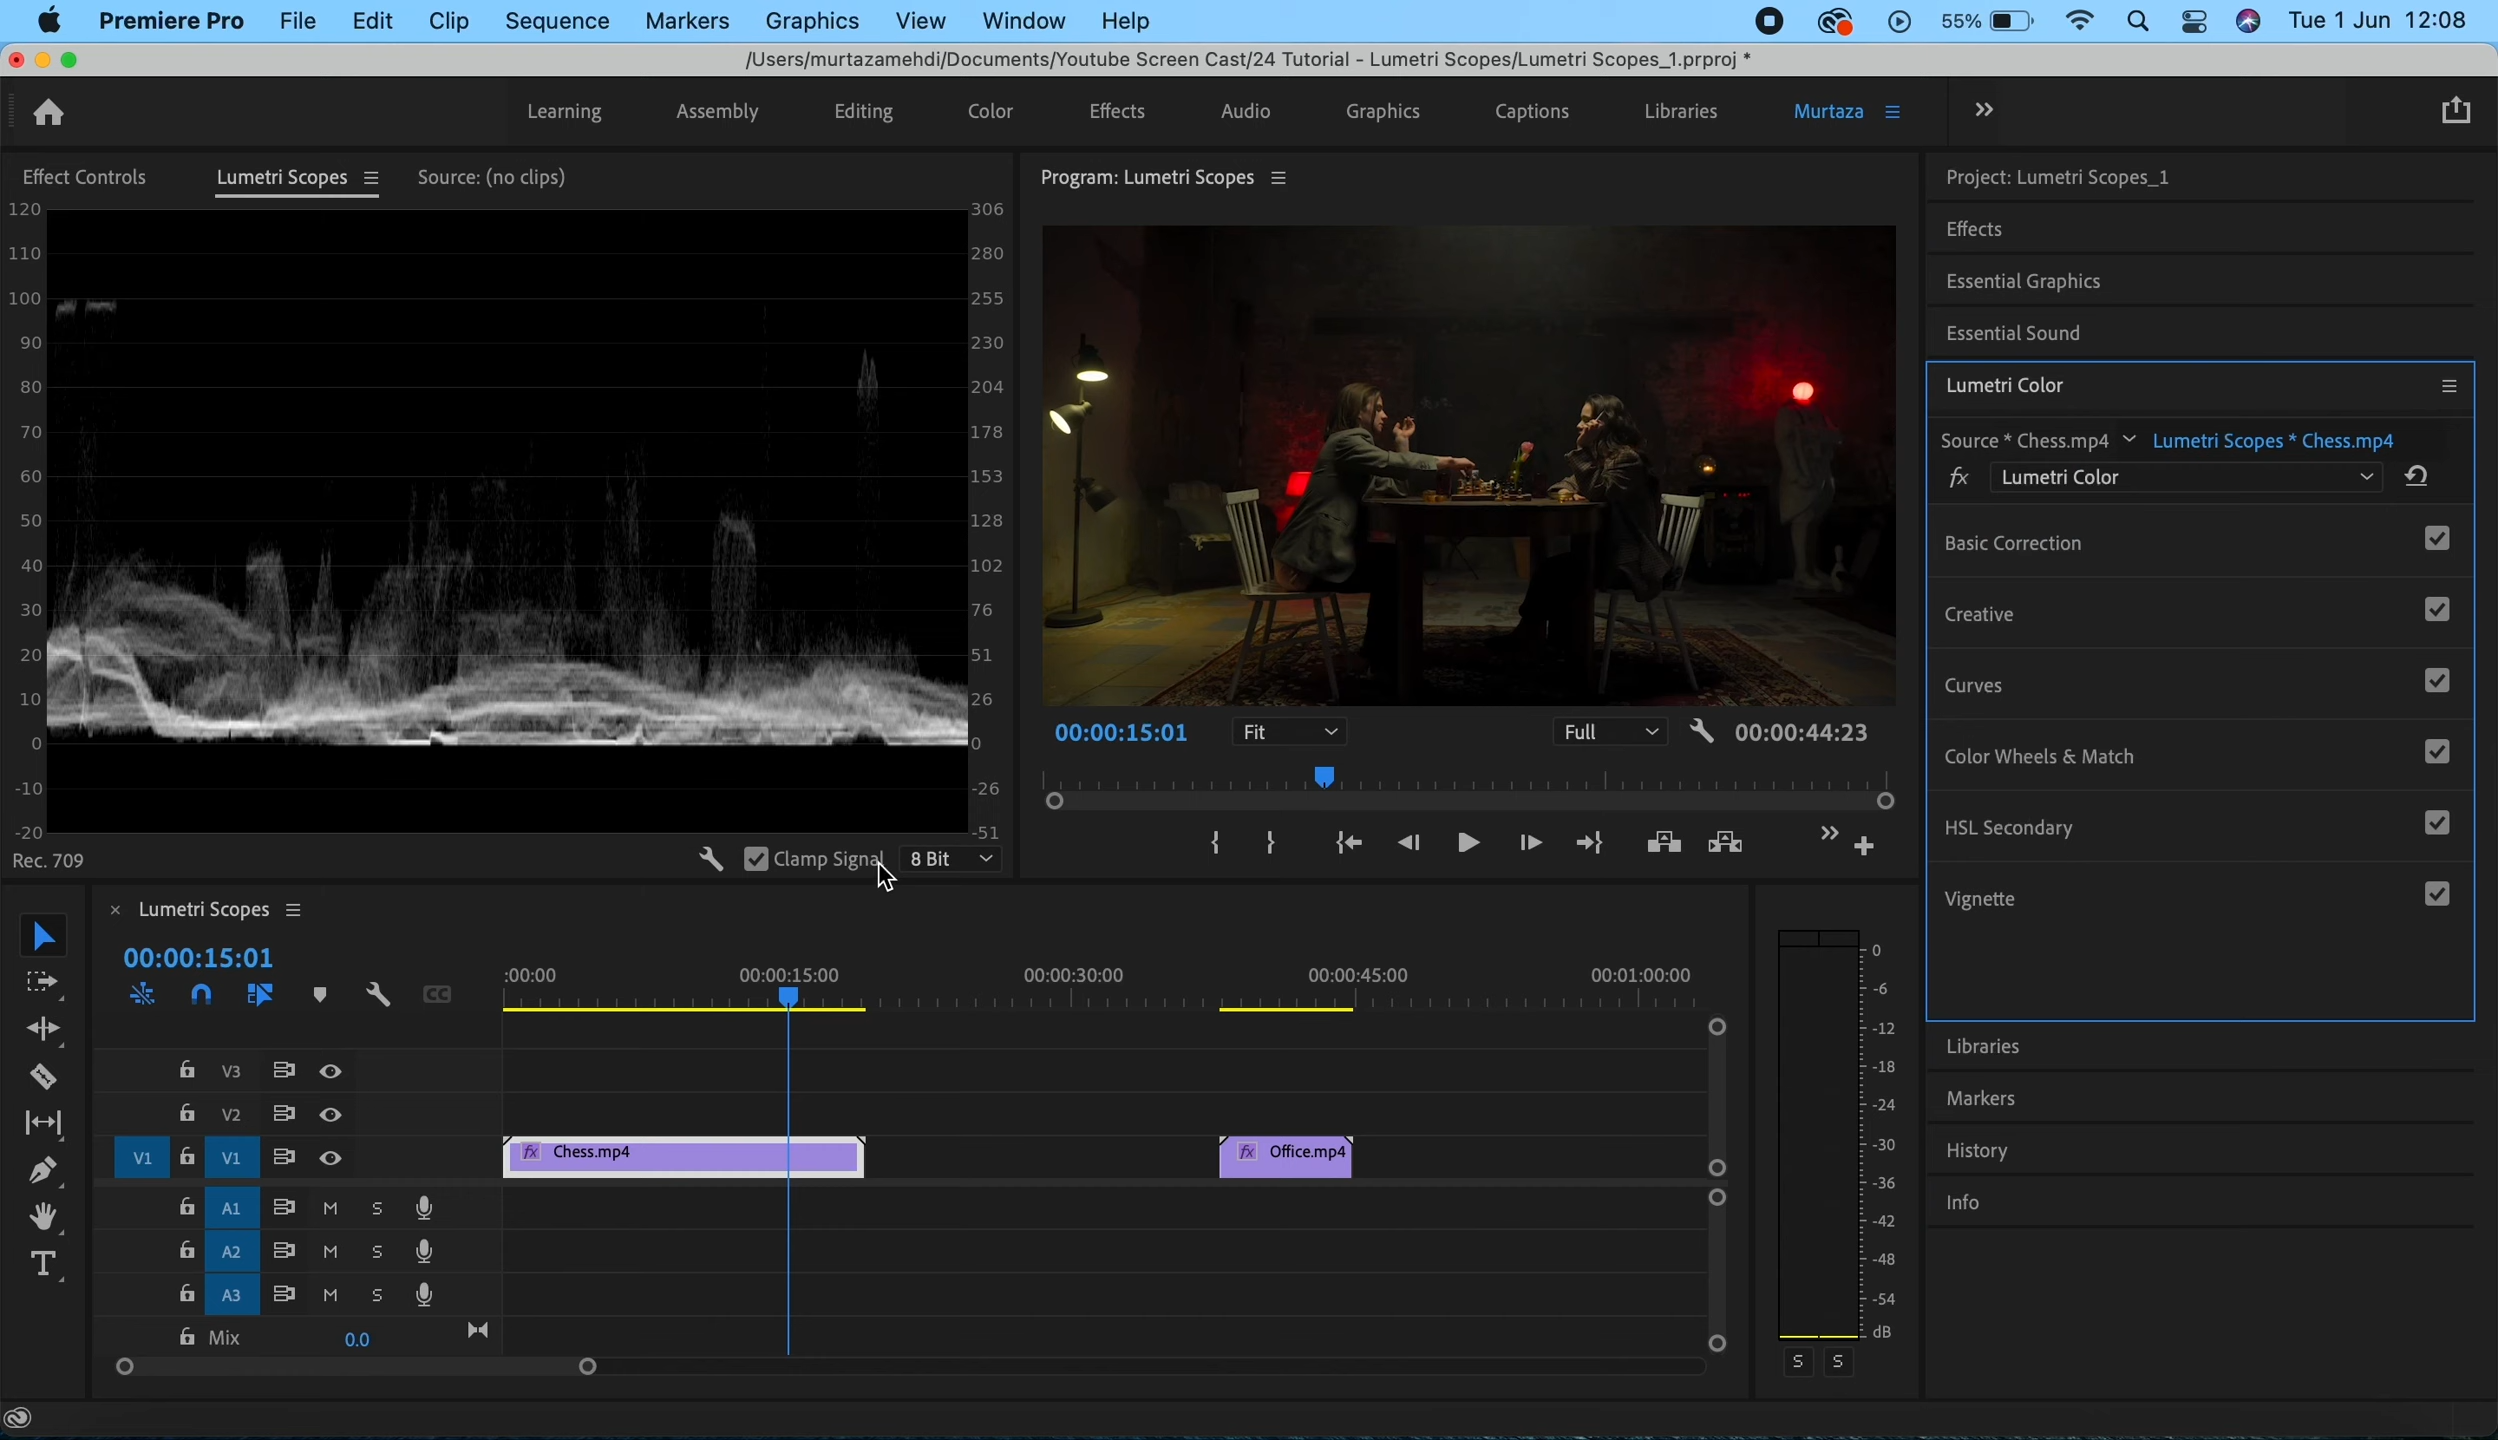 Premiere Pro File Edit Clip Sequence Markers Graphics View Window Help 55% Tue 1 Jun 12:08
/Users/murtazamehdi/Documents/Youtube Screen Cast/24 Tutorial - Lumetri Scopes/Lumetri Scopes_1.prproj *
Learning Assembly Editing Color Effects Audio Graphics Captions Libraries Murtaza
Effect Controls Lumetri Scopes Source: (no clips)
120 306
110 280
100 255
90 230
80 204
70 178
60 153
50 128
40 102
30 76
20 51
10 26
0 0
-10 -26
-20 -51
Rec. 709 Clamp Signal 8 Bit
Program: Lumetri Scopes
00:00:15:01 Fit Full 00:00:44:23
Project: Lumetri Scopes_1
Effects
Essential Graphics
Essential Sound
Lumetri Color
Source * Chess.mp4 Lumetri Scopes * Chess.mp4
fx Lumetri Color
Basic Correction
Creative
Curves
Color Wheels & Match
HSL Secondary
Vignette
Libraries
Markers
History
Info
Lumetri Scopes
00:00:15:01
:00:00 00:00:15:00 00:00:30:00 00:00:45:00 00:01:00:00
CC
V3
V2
V1 V1 fx Chess.mp4 fx Office.mp4
A1 M S
A2 M S
A3 M S
Mix 0.0
0
-6
-12
-18
-24
-30
-36
-42
-48
-54
dB
S S
T